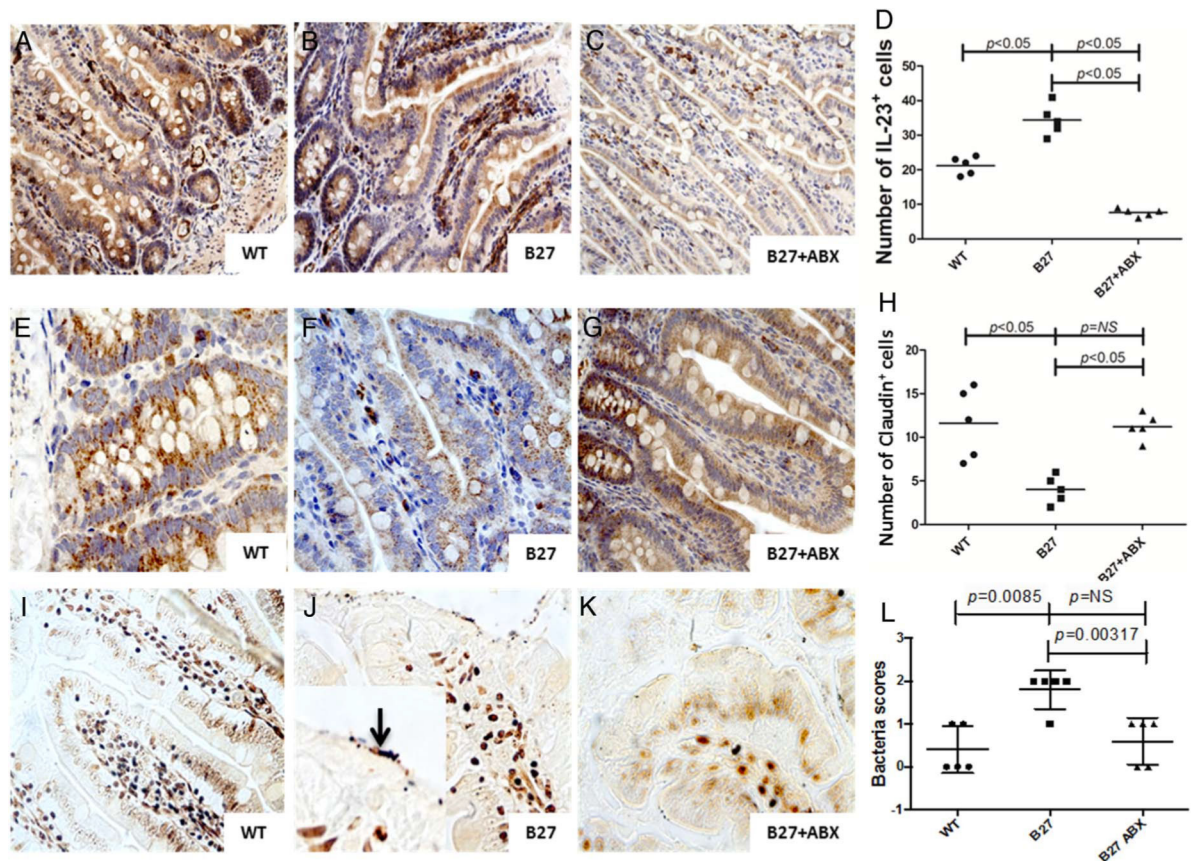 A
WT
B
B27
C
B27+ABX
D
p<0.05
p<0.05
p<0.05
Number of IL-23+ cells
50
40
30
20
10
0
WT
B27
B27+ABX
E
WT
F
B27
G
B27+ABX
H
p<0.05
p=NS
p<0.05
Number of Claudin+ cells
20
15
10
5
0
WT
B27
B27+ABX
I
WT
J
B27
K
B27+ABX
L
p=0.0085
p=NS
p=0.00317
Bacteria scores
3
2
1
0
-1
WT
B27
B27 ABX